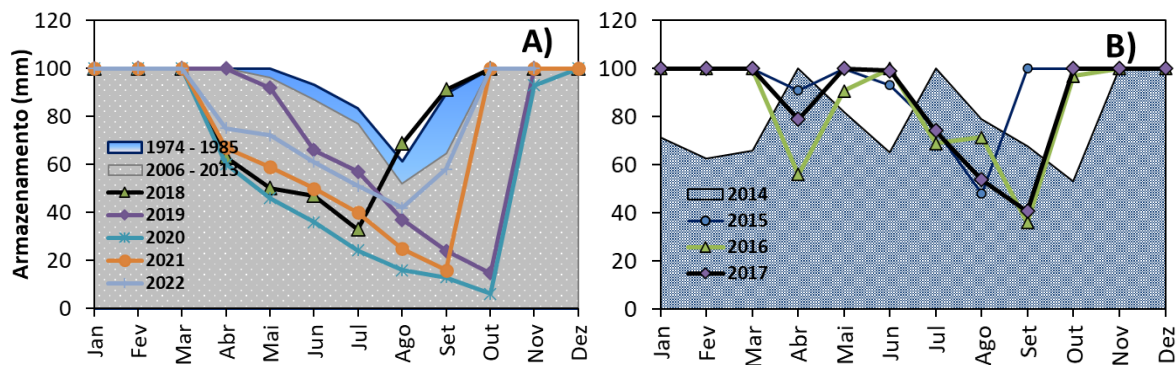 Armazenamento (mm)
120
100
80
60
40
20
0
A)
1974 - 1985
2006 - 2013
2018
2019
2020
2021
2022
Jan
Fev
Mar
Abr
Mai
Jun
Jul
Ago
Set
Out
Nov
Dez
120
100
80
60
40
20
0
B)
2014
2015
2016
2017
Jan
Fev
Mar
Abr
Mai
Jun
Jul
Ago
Set
Out
Nov
Dez